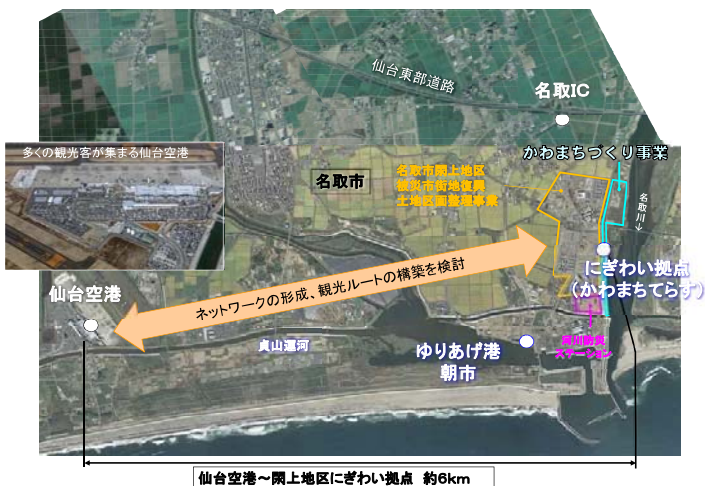 仙台東部道路
名取IC
多くの観光客が集まる仙台空港
かわまちづくり事業
名取市
名取市閖上地区
被災市街地復興
土地区画整理事業
名取川
にぎわい拠点
(かわまちてらす)
ネットワークの形成、観光ルートの構築を検討
仙台空港
河川防災
ステーション
貞山運河
ゆりあげ港
朝市
仙台空港～閖上地区にぎわい拠点 約6km